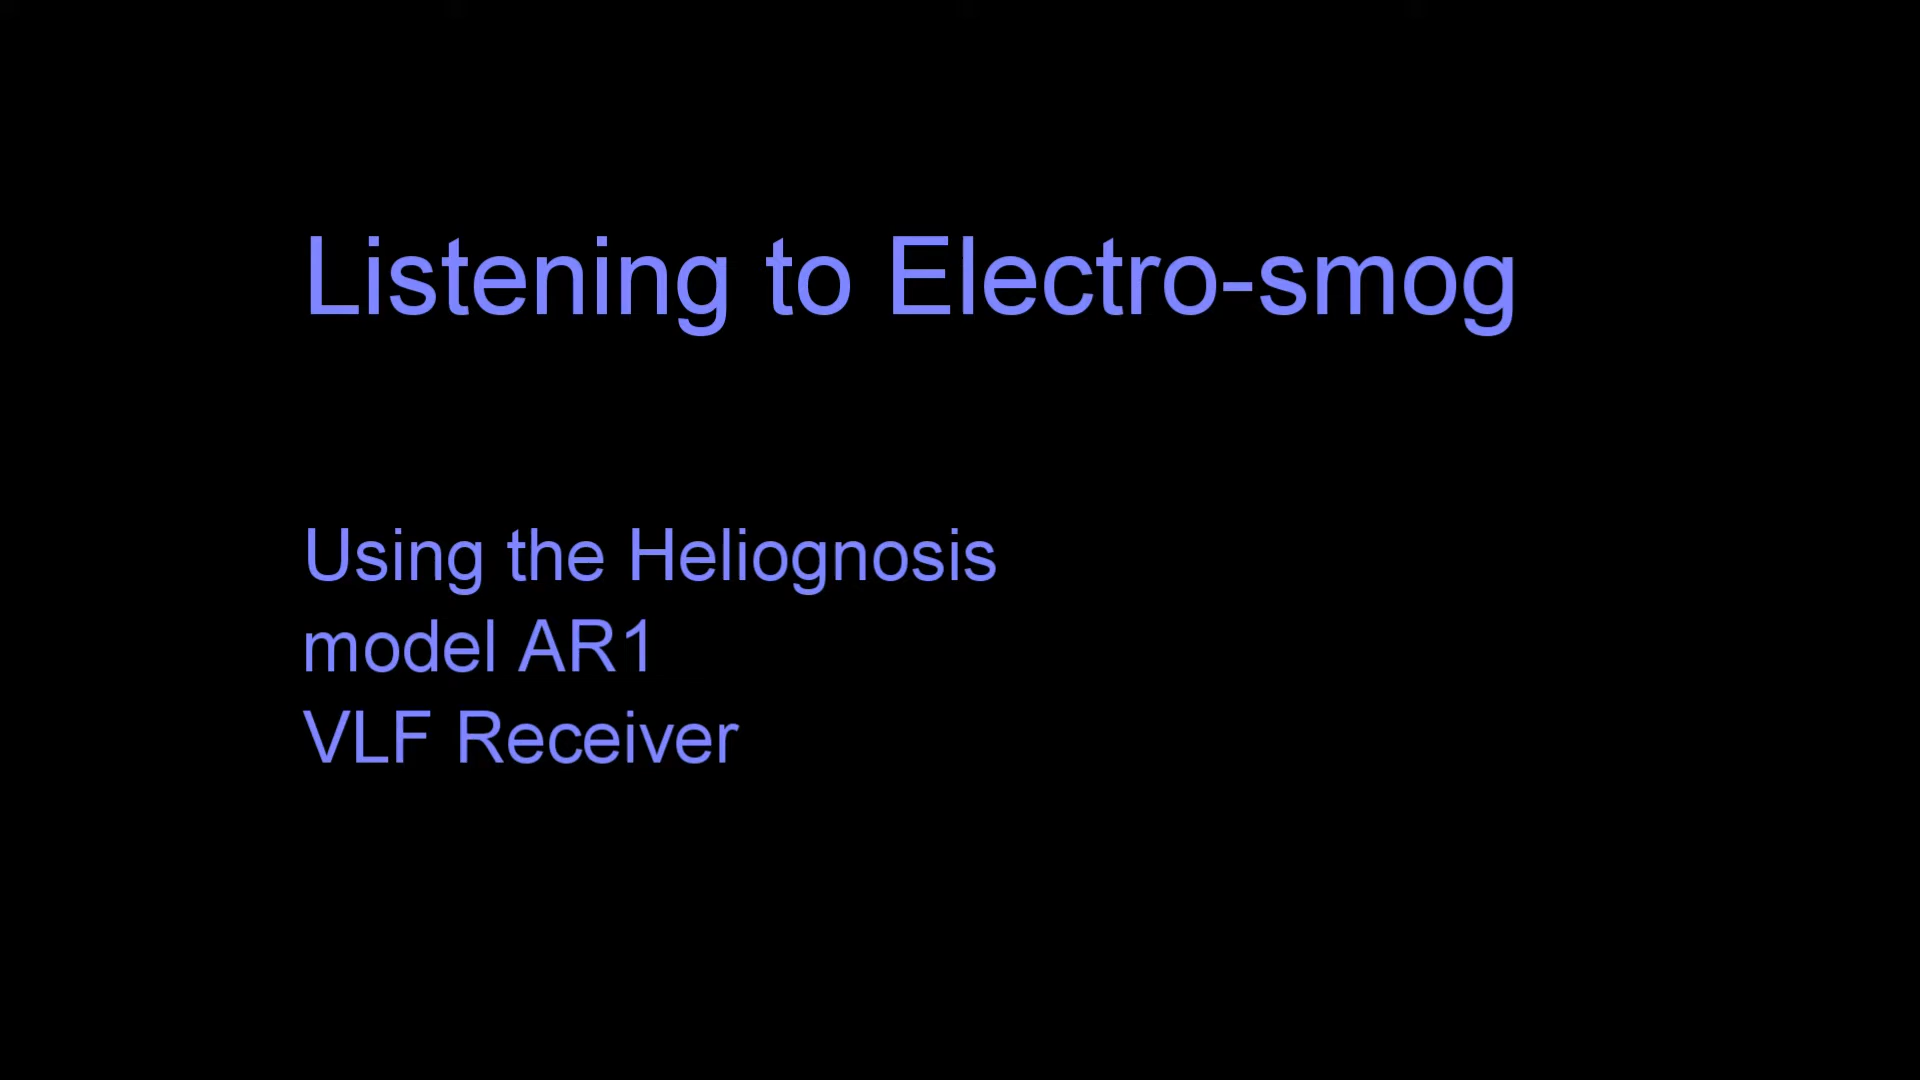 Listening to Electro-smog
Using the Heliognosis
model AR1
VLF Receiver